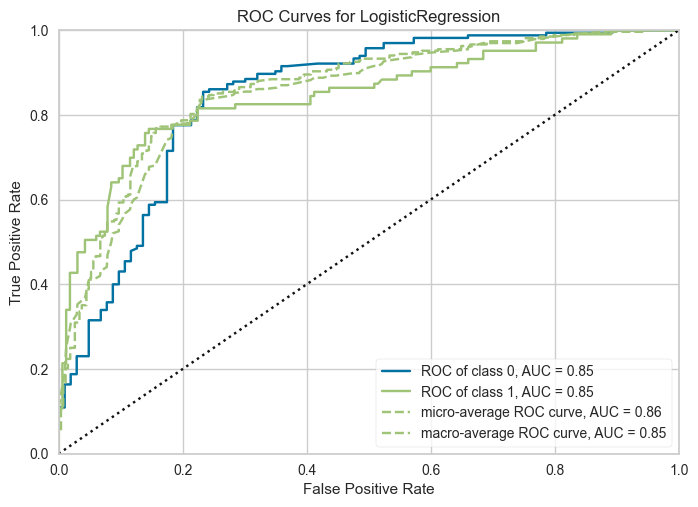 ROC Curves for LogisticRegression
1.0
0.8
0.6
0.4
0.2
0.0
True Positive Rate
ROC of class 0, AUC = 0.85
ROC of class 1, AUC = 0.85
micro-average ROC curve, AUC = 0.86
macro-average ROC curve, AUC = 0.85
0.0 0.2 0.4 0.6 0.8 1.0
False Positive Rate